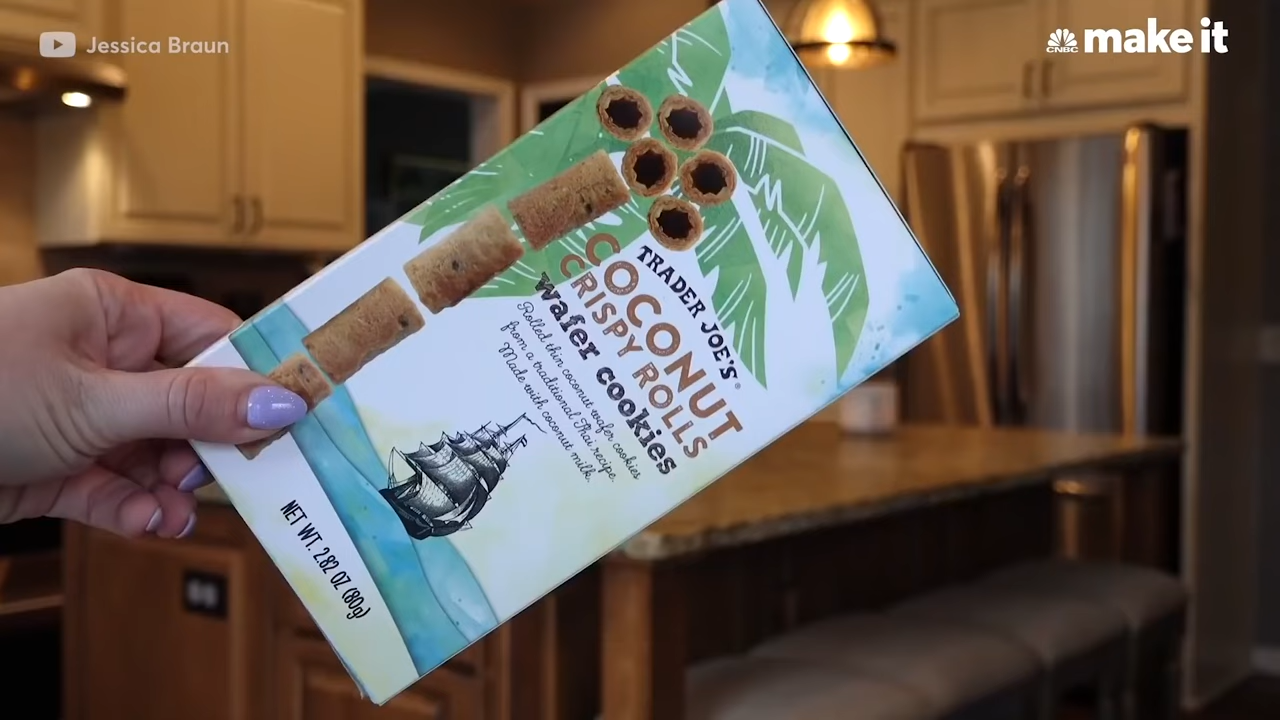 Jessica Braun
CNBC make it
TRADER JOE'S®
COCONUT
CRISPY ROLLS
wafer cookies
Rolled thin coconut wafer cookies
from a traditional Thai recipe.
Made with coconut milk.
NET WT. 2.82 OZ (80g)